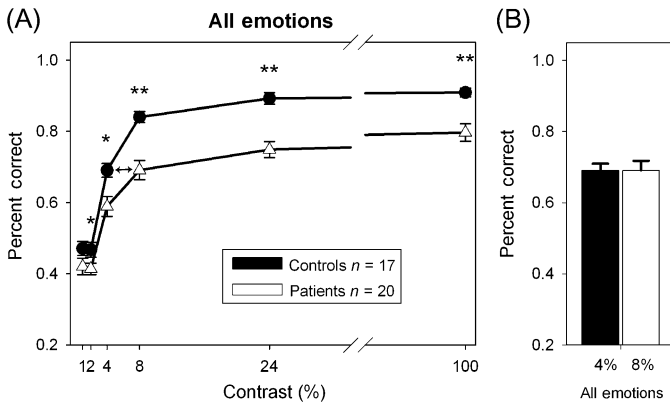 (A)
All emotions
(B)
Percent correct
1.0
0.8
0.6
0.4
0.2
*
*
**
**
**
Controls n = 17
Patients n = 20
1 2 4 8 24 100
Contrast (%)
Percent correct
1.0
0.8
0.6
0.4
0.2
4% 8%
All emotions